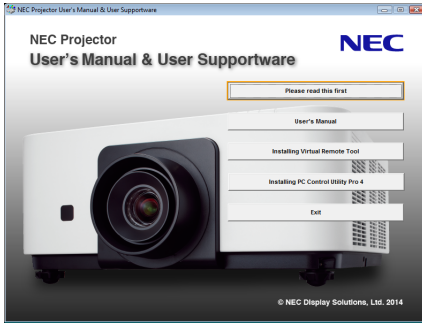 NEC Projector User's Manual & User Supportware
NEC Projector
NEC
User's Manual & User Supportware
Please read this first
User's Manual
Installing Virtual Remote Tool
Installing PC Control Utility Pro 4
Exit
© NEC Display Solutions, Ltd. 2014